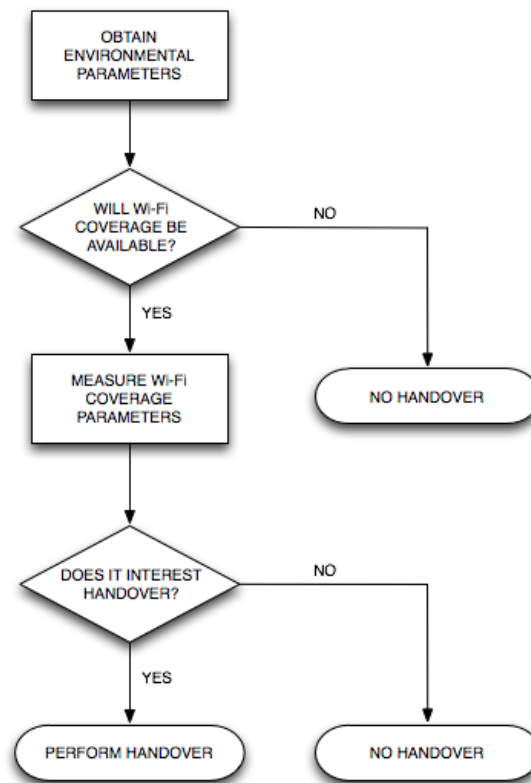 OBTAIN
ENVIRONMENTAL
PARAMETERS
WILL Wi-Fi
COVERAGE BE
AVAILABLE?
NO
YES
MEASURE Wi-Fi
COVERAGE
PARAMETERS
NO HANDOVER
DOES IT INTEREST
HANDOVER?
NO
YES
PERFORM HANDOVER
NO HANDOVER